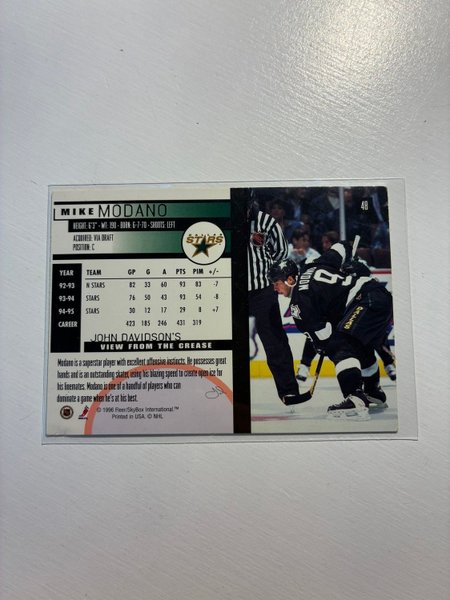 MIKE MODANO
48
HEIGHT: 6'3" • WT: 190 • BORN: 6-7-70 • SHOOTS: LEFT
ACQUIRED: VIA DRAFT
POSITION: C
STARS
YEAR TEAM GP G A PTS PIM +/-
92-93 N STARS 82 33 60 93 83 -7
93-94 STARS 76 50 43 93 54 -8
94-95 STARS 30 12 17 29 8 +7
CAREER 423 185 246 431 319
JOHN DAVIDSON'S
VIEW FROM THE CREASE
Modano is a superstar player with excellent offensive instincts. He possesses great
hands and is an outstanding skater, using his blazing speed to create open ice for
his linemates. Modano is one of a handful of players who can
dominate a game when he's at his best.
© 1996 Fleer/SkyBox International.™
Printed in USA. © NHL
MODANO
9